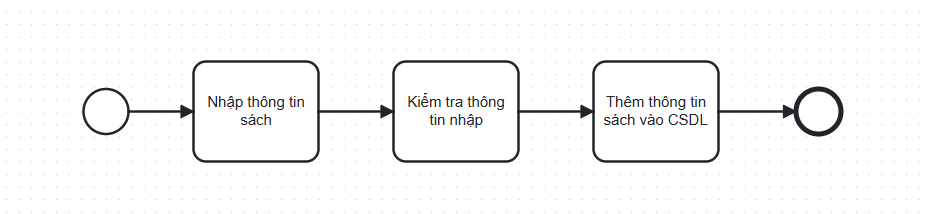 Nhập thông tin
sách
Kiểm tra thông
tin nhập
Thêm thông tin
sách vào CSDL